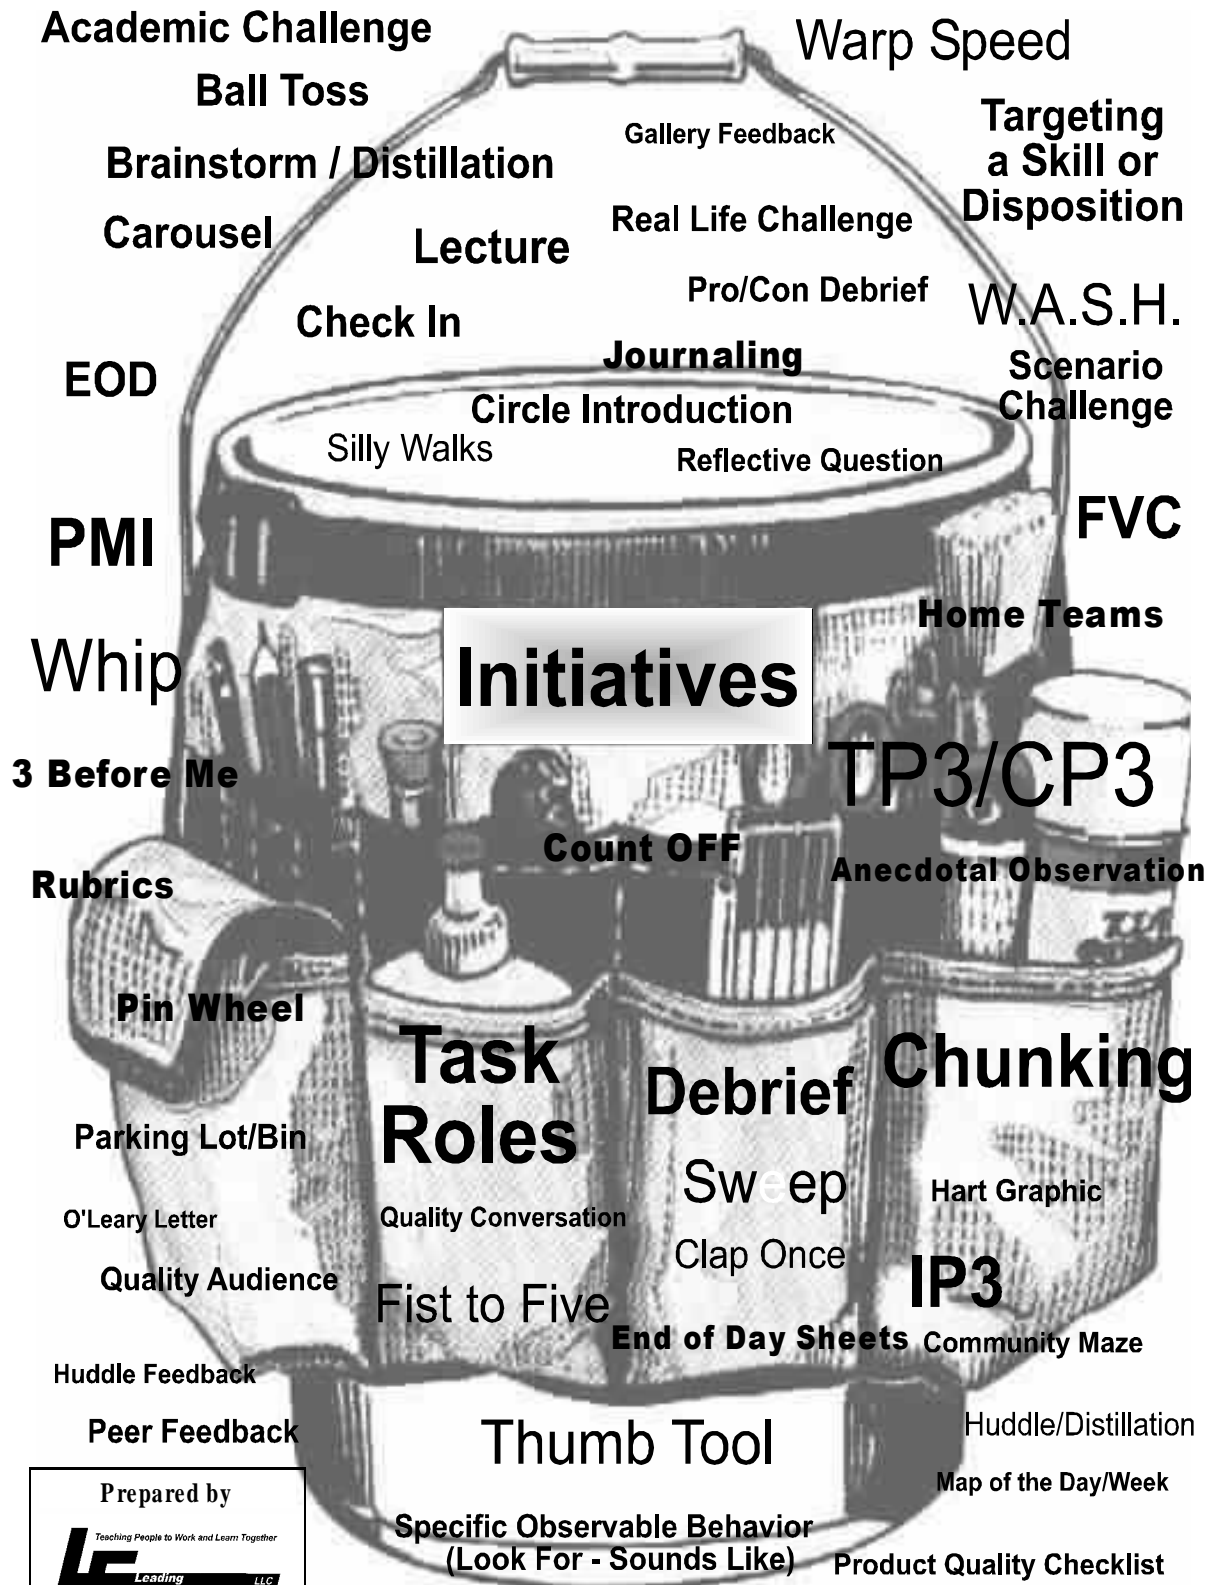 Academic Challenge
Warp Speed
Ball Toss
Gallery Feedback
Targeting
a Skill or
Disposition
Brainstorm / Distillation
Carousel
Lecture
Real Life Challenge
Pro/Con Debrief
W.A.S.H.
Check In
Journaling
Scenario
Challenge
EOD
Circle Introduction
Silly Walks
Reflective Question
PMI
FVC
Home Teams
Whip
Initiatives
3 Before Me
TP3/CP3
Count OFF
Anecdotal Observation
Rubrics
Pin Wheel
Task
Roles
Debrief
Chunking
Parking Lot/Bin
Sweep
Hart Graphic
O'Leary Letter
Quality Conversation
Clap Once
Quality Audience
Fist to Five
IP3
End of Day Sheets
Community Maze
Huddle Feedback
Peer Feedback
Thumb Tool
Huddle/Distillation
Map of the Day/Week
Prepared by
Teaching People to Work and Learn Together
Leading
LLC
Specific Observable Behavior
(Look For - Sounds Like)
Product Quality Checklist